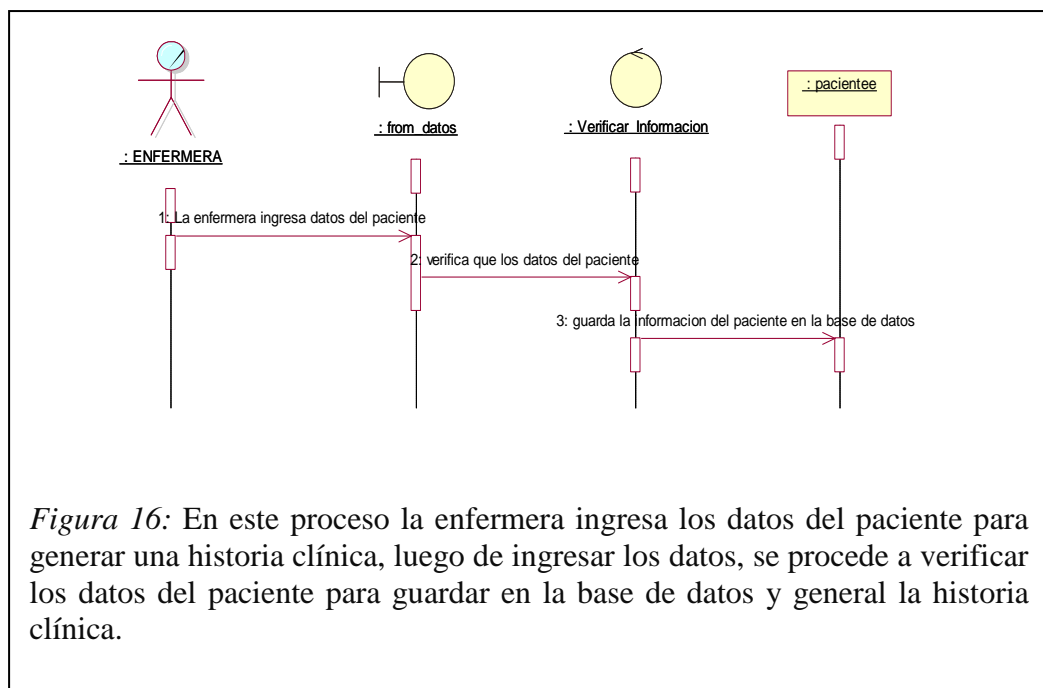 : ENFERMERA
: from_datos
: Verificar Informacion
: pacientee
1: La enfermera ingresa datos del paciente
2: verifica que los datos del paciente
3: guarda la informacion del paciente en la base de datos
Figura 16: En este proceso la enfermera ingresa los datos del paciente para
generar una historia clínica, luego de ingresar los datos, se procede a verificar
los datos del paciente para guardar en la base de datos y general la historia
clínica.